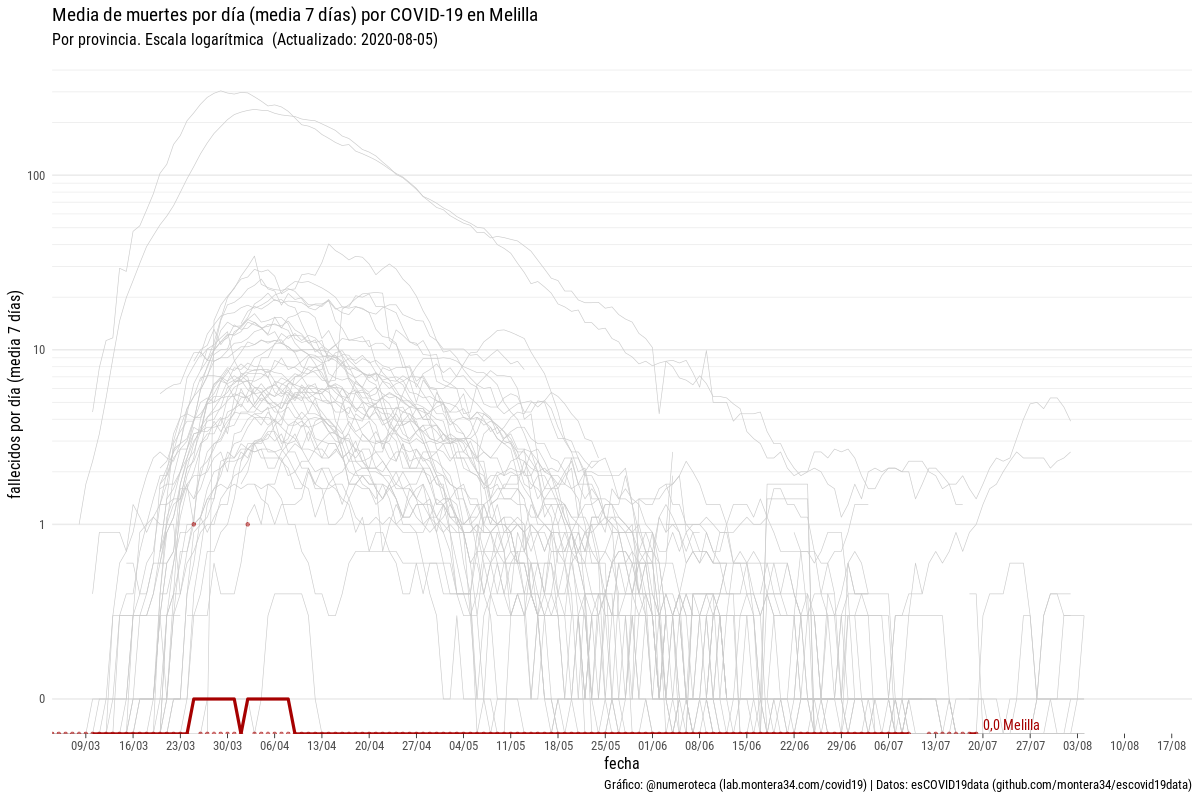 Media de muertes por día (media 7 días) por COVID-19 en Melilla
Por provincia. Escala logarítmica  (Actualizado: 2020-08-05)
fallecidos por día (media 7 días)
100
10
1
0
0,0 Melilla
09/03 16/03 23/03 30/03 06/04 13/04 20/04 27/04 04/05 11/05 18/05 25/05 01/06 08/06 15/06 22/06 29/06 06/07 13/07 20/07 27/07 03/08 10/08 17/08
fecha
Gráfico: @numeroteca (lab.montera34.com/covid19) | Datos: esCOVID19data (github.com/montera34/escovid19data)